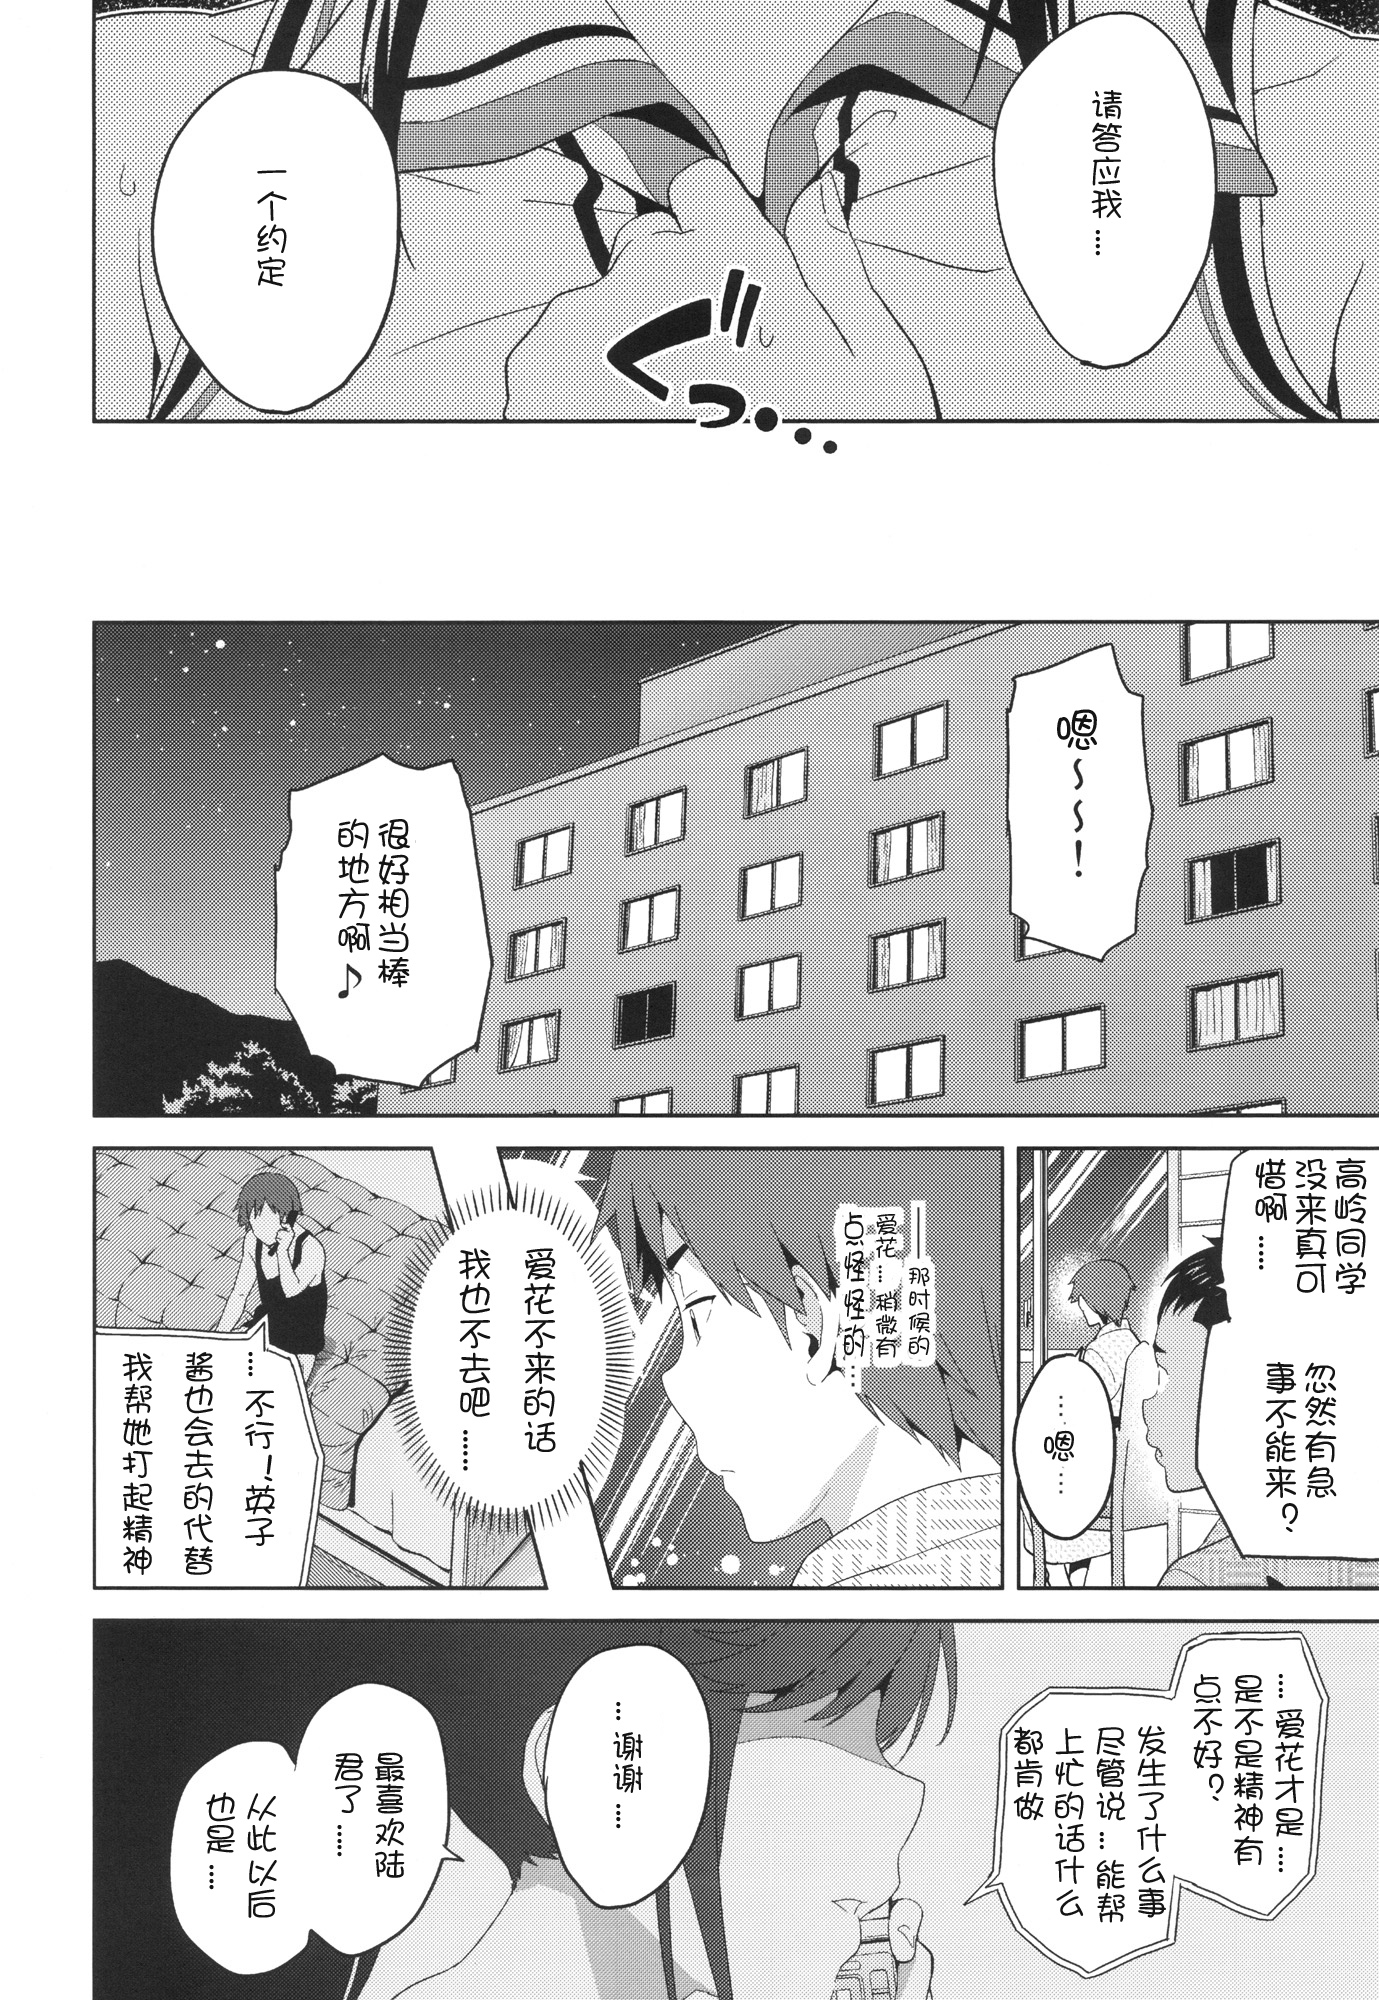 请答应我…
一个约定
ぐっ…
嗯～～！
很好相当棒
的地方啊♪
高岭同学
没来真可
惜啊……
忽然有急
事不能来？
…嗯…
——那时候的
爱花…稍微有
点怪怪的…
爱花不来的话
我也不去吧……
…不行！英子
酱也会去的代替
我帮她打起精神
…爱花才是…
是不是精神有
点不好？
发生了什么事
尽管说…能帮
上忙的话什么
都肯做
…谢谢…
最喜欢陆
君了……
从此以后
也是……